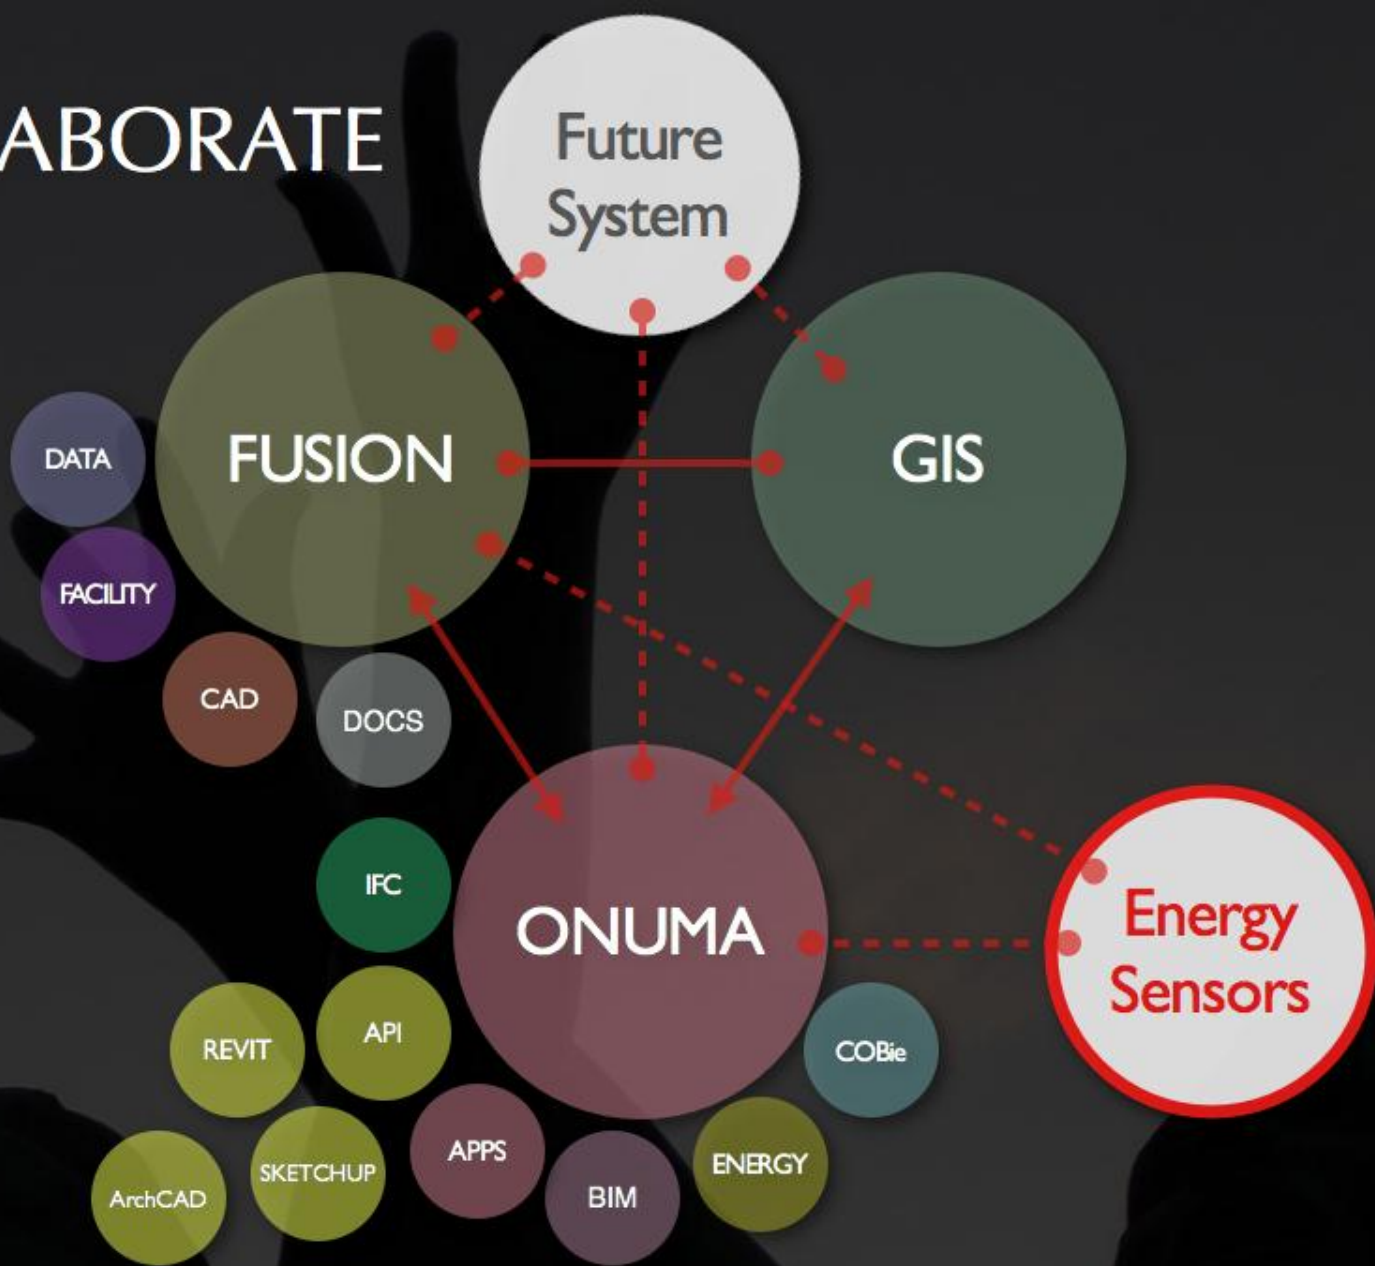 ABORATE
Future
System
FUSION
GIS
DATA
FACILITY
CAD
DOCS
IFC
ONUMA
Energy
Sensors
REVIT
API
COBie
ArchCAD
SKETCHUP
APPS
BIM
ENERGY